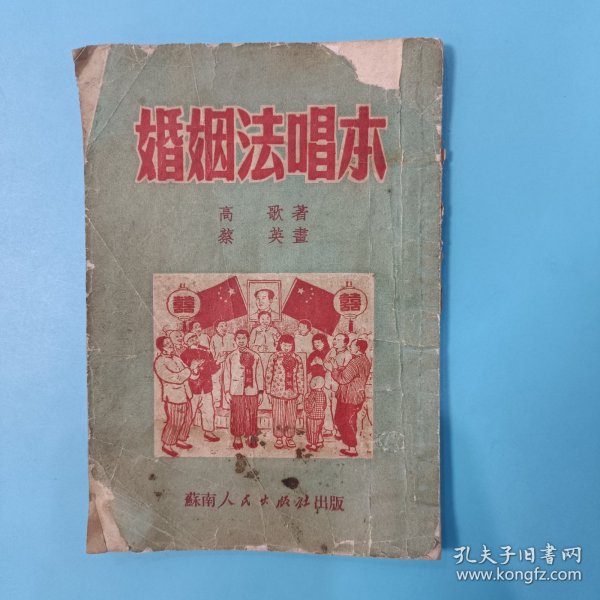 婚姻法唱本
高 歌 著
蔡 英 畫
囍
囍
蘇南人民出版社出版
孔夫子旧书网
www.kongfz.com